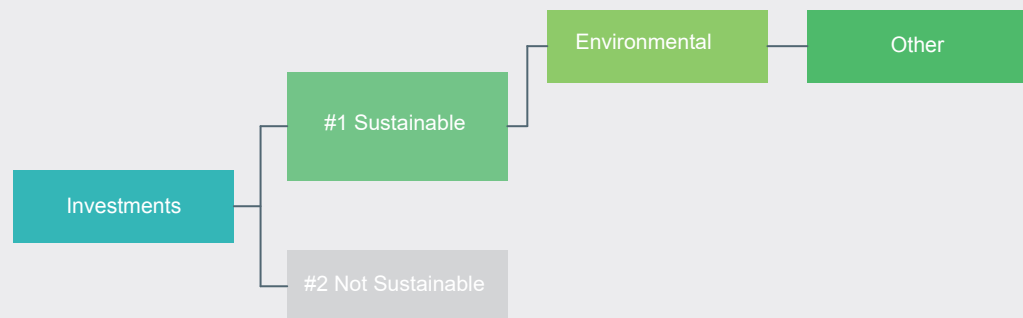 Environmental
Other
#1 Sustainable
Investments
#2 Not Sustainable